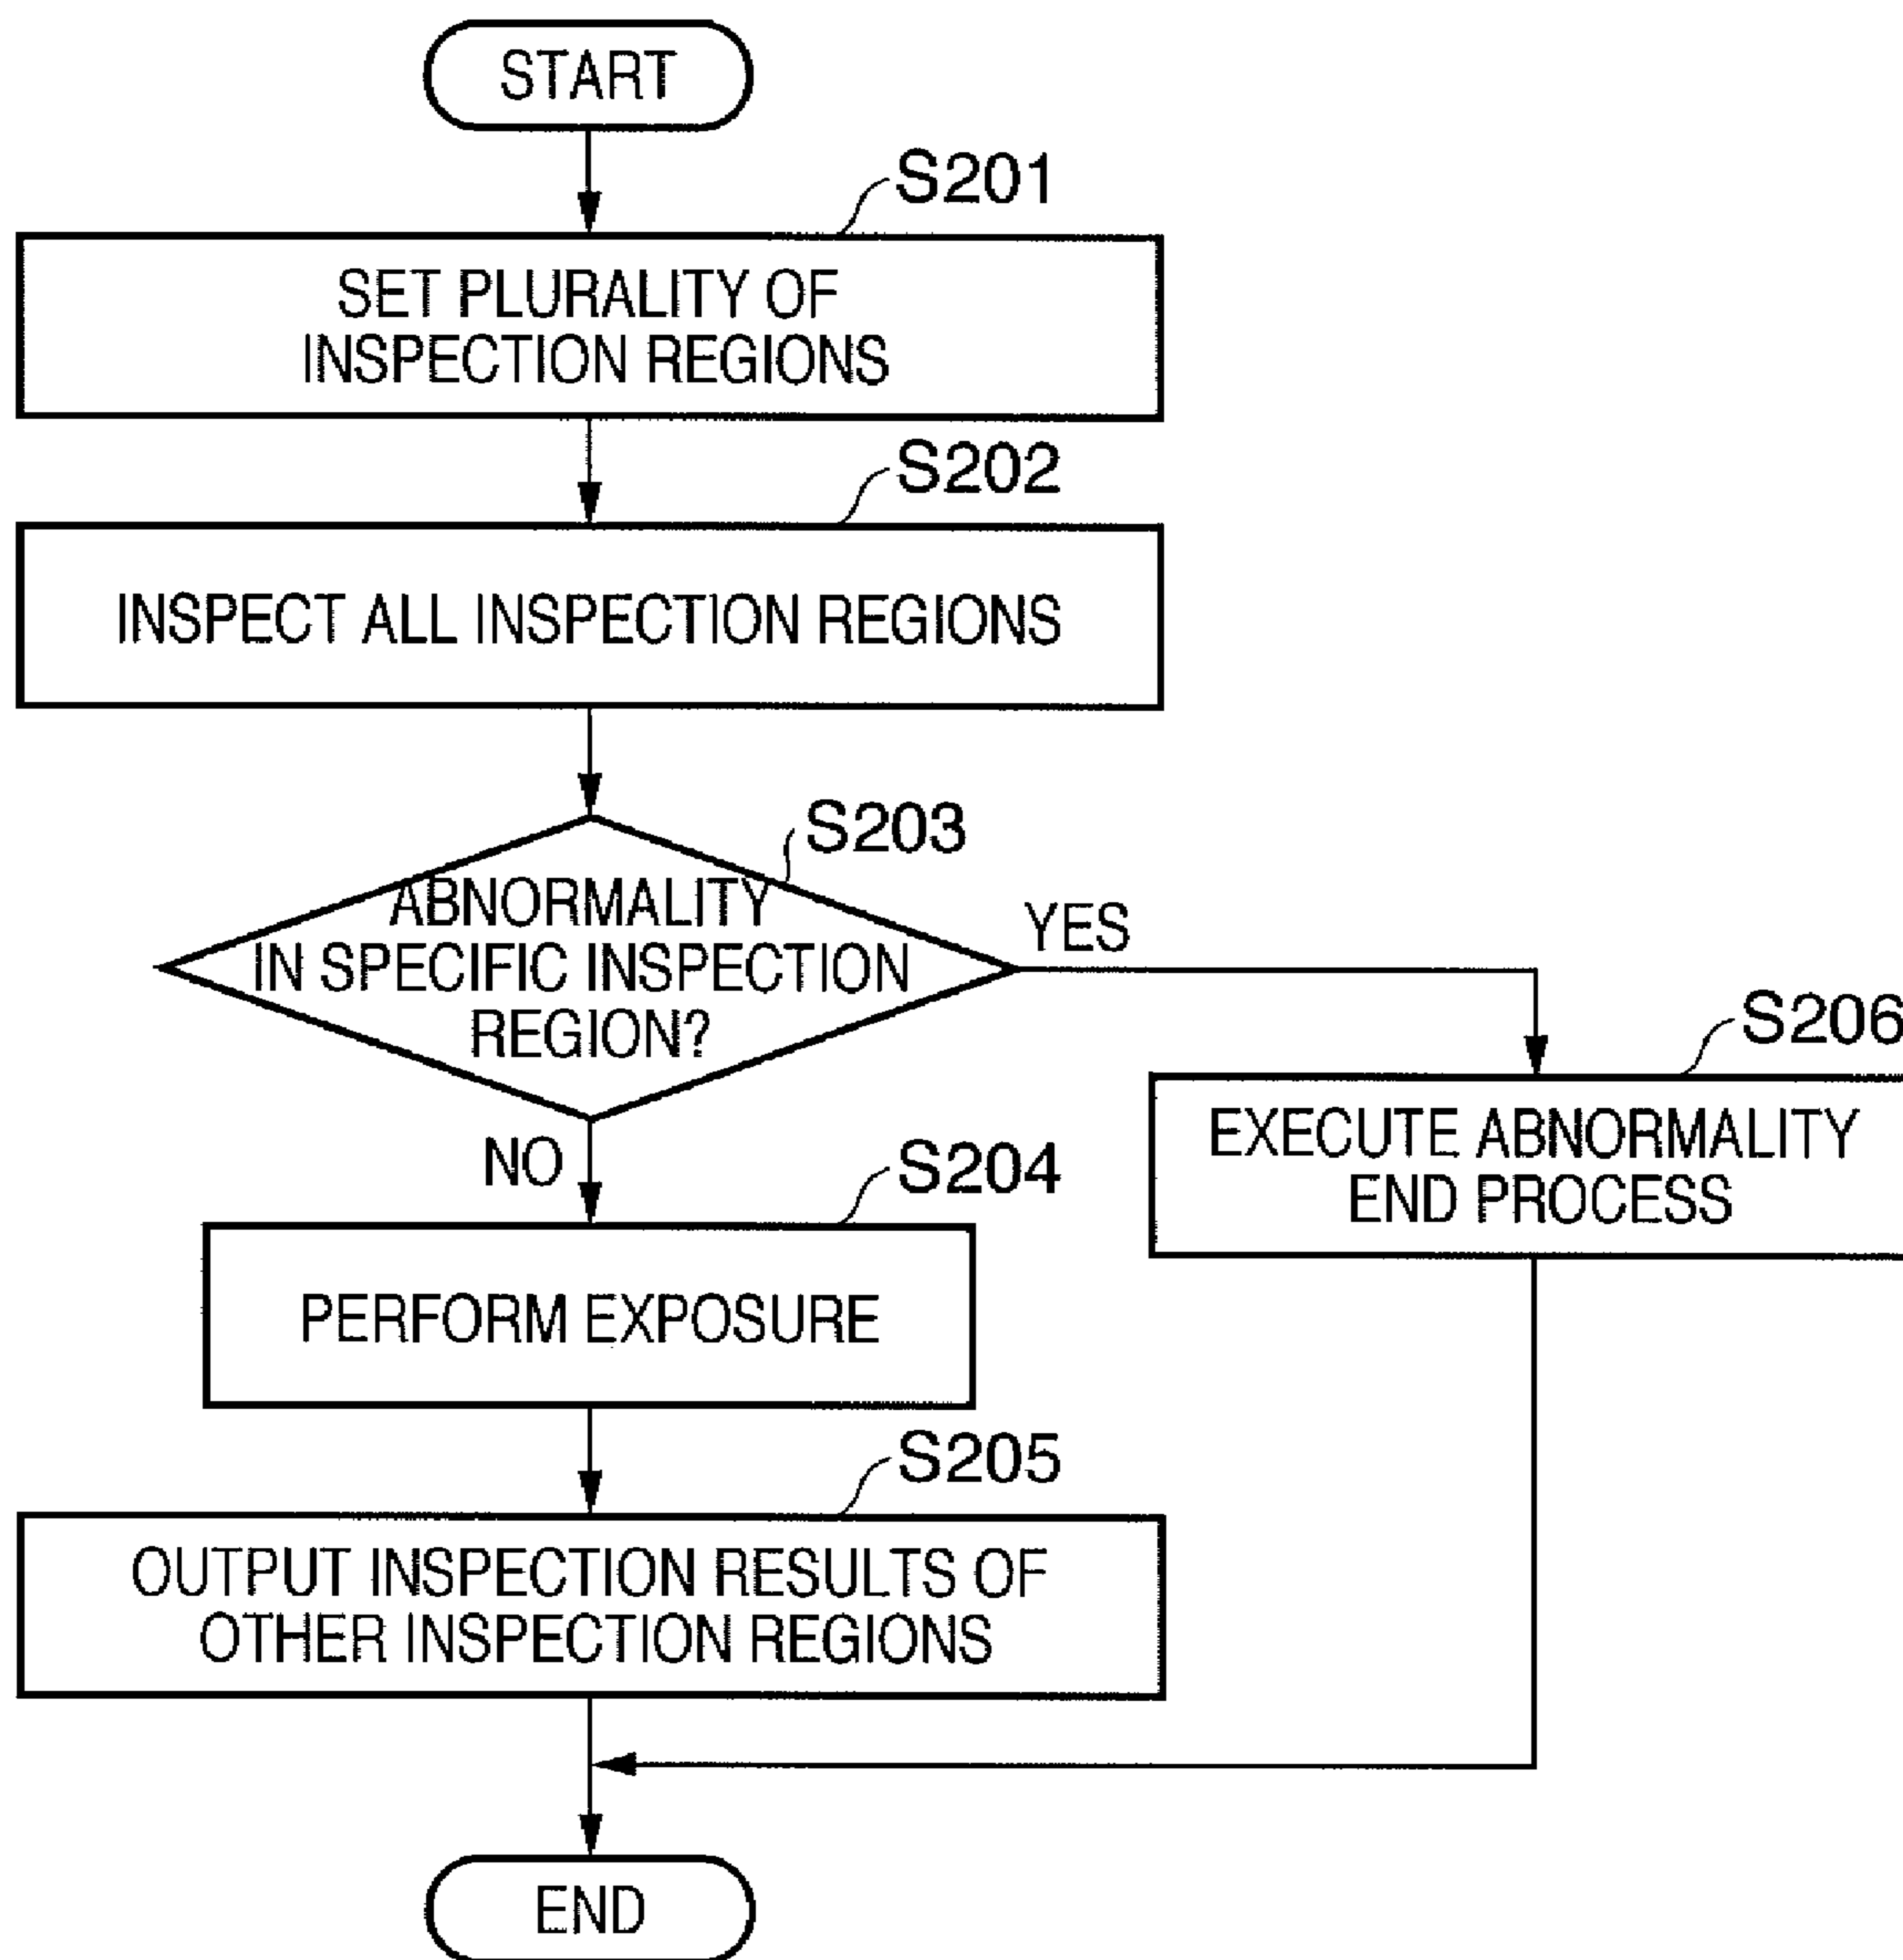 START
S201
SET PLURALITY OF
INSPECTION REGIONS
S202
INSPECT ALL INSPECTION REGIONS
S203
ABNORMALITY
IN SPECIFIC INSPECTION
REGION?
YES
S206
EXECUTE ABNORMALITY
END PROCESS
NO
S204
PERFORM EXPOSURE
S205
OUTPUT INSPECTION RESULTS OF
OTHER INSPECTION REGIONS
END